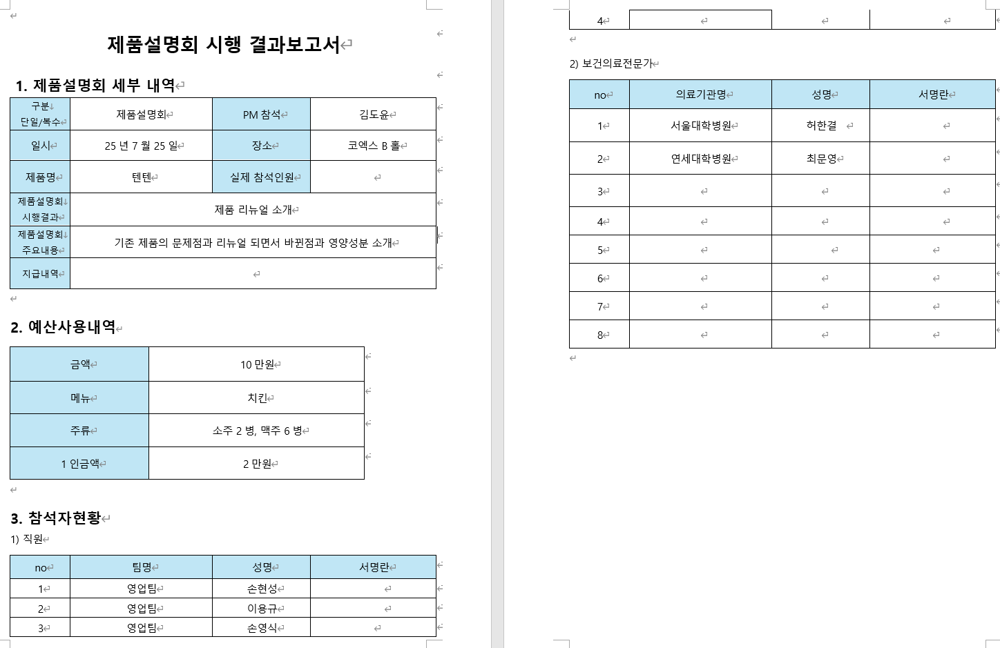 제품설명회 시행 결과보고서
1. 제품설명회 세부 내역
구분 단일/복수 제품설명회 PM 참석 김도윤
일시 25년 7월 25일 장소 코엑스 B홀
제품명 텐텐 실제 참석인원
제품설명회 시행결과 제품 리뉴얼 소개
제품설명회 주요내용 기존 제품의 문제점과 리뉴얼 되면서 바뀐점과 영양성분 소개
지급내역
2. 예산사용내역
금액 10만원
메뉴 치킨
주류 소주 2병, 맥주 6병
1인금액 2만원
3. 참석자현황
1) 직원
no 팀명 성명 서명란
1 영업팀 손현성
2 영업팀 이용규
3 영업팀 손영식
4
2) 보건의료전문가
no 의료기관명 성명 서명란
1 서울대학병원 허한결
2 연세대학병원 최문영
3
4
5
6
7
8